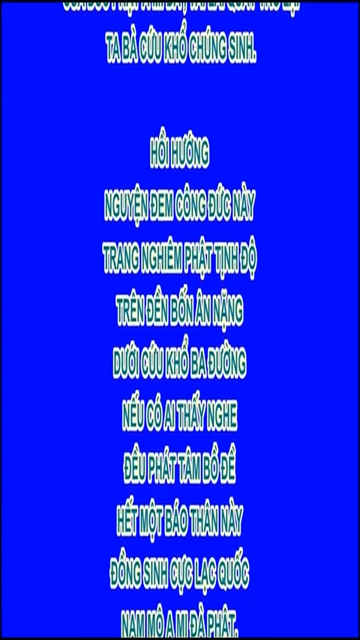 TA BÀ CỨU KHỔ CHÚNG SINH.
HỒI HƯỚNG
NGUYỆN ĐEM CÔNG ĐỨC NÀY
TRANG NGHIÊM PHẬT TỊNH ĐỘ
TRÊN ĐỀN BỐN ÂN NẶNG
DƯỚI CỨU KHỔ BA ĐƯỜNG
NẾU CÓ AI THẤY NGHE
ĐỀU PHÁT TÂM BỒ ĐỀ
HẾT MỘT BÁO THÂN NÀY
ĐỒNG SINH CỰC LẠC QUỐC
NAM MÔ A MI ĐÀ PHẬT.